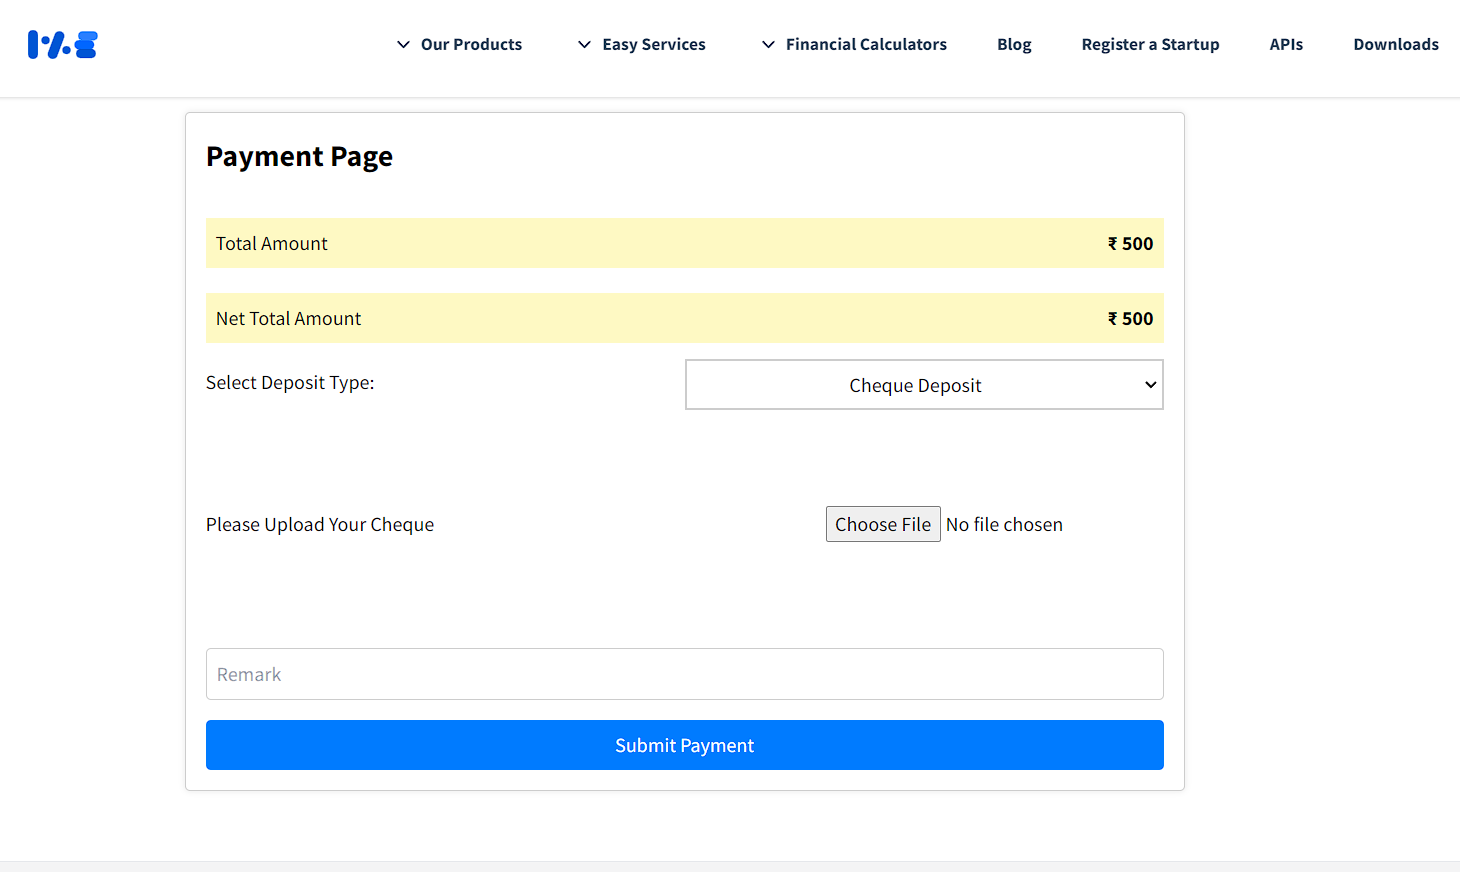 Our Products Easy Services Financial Calculators Blog Register a Startup APIs Downloads
Payment Page
Total Amount ₹ 500
Net Total Amount ₹ 500
Select Deposit Type: Cheque Deposit
Please Upload Your Cheque Choose File No file chosen
Remark
Submit Payment